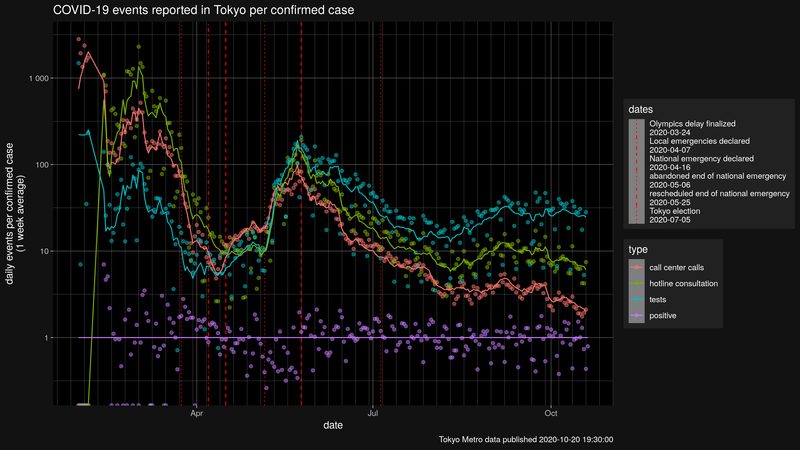 COVID-19 events reported in Tokyo per confirmed case
daily events per confirmed case
(1 week average)
1 000
100
10
1
Apr
Jul
Oct
date
Tokyo Metro data published 2020-10-20 19:30:00
dates
Olympics delay finalized
2020-03-24
Local emergencies declared
2020-04-07
National emergency declared
2020-04-16
abandoned end of national emergency
2020-05-06
rescheduled end of national emergency
2020-05-25
Tokyo election
2020-07-05
type
call center calls
hotline consultation
tests
positive